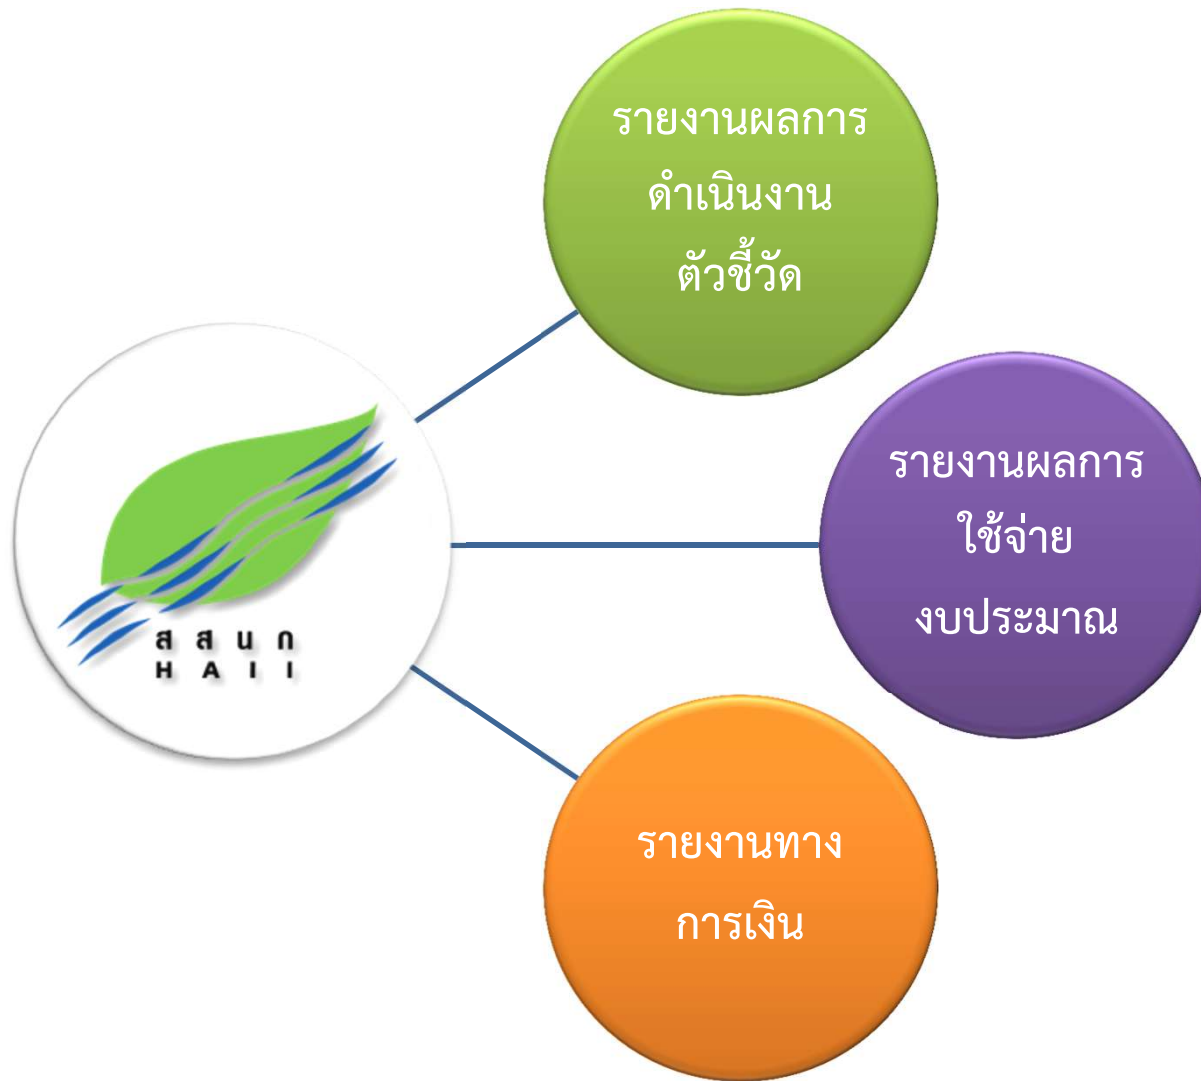 รายงานผลการ
ดำเนินงาน
ตัวชี้วัด
รายงานผลการ
ใช้จ่าย
งบประมาณ
ส ส น ก
H A I I
รายงานทาง
การเงิน